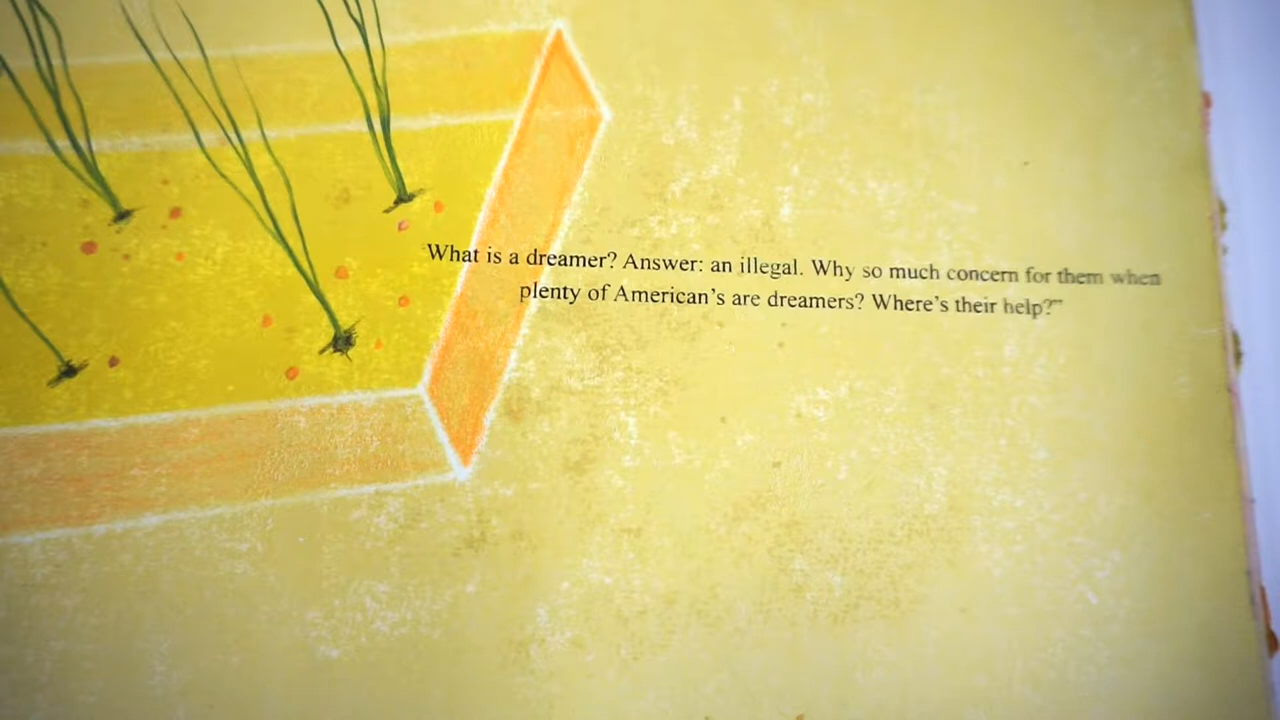 "What is a dreamer? Answer: an illegal. Why so much concern for them when
plenty of American's are dreamers? Where's their help?"